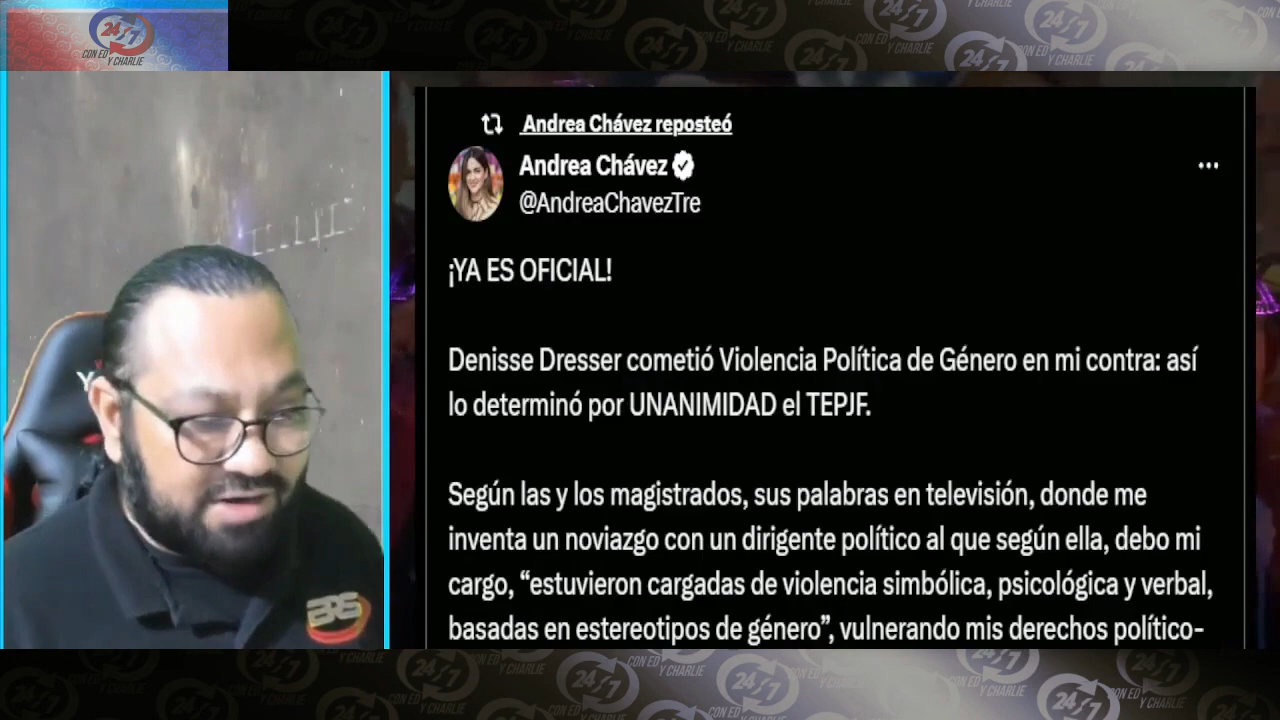 24/7
CON ED
Y CHARLIE
Andrea Chávez reposteó
Andrea Chávez
@AndreaChavezTre
¡YA ES OFICIAL!
Denisse Dresser cometió Violencia Política de Género en mi contra: así
lo determinó por UNANIMIDAD el TEPJF.
Según las y los magistrados, sus palabras en televisión, donde me
inventa un noviazgo con un dirigente político al que según ella, debo mi
cargo, “estuvieron cargadas de violencia simbólica, psicológica y verbal,
basadas en estereotipos de género”, vulnerando mis derechos político-